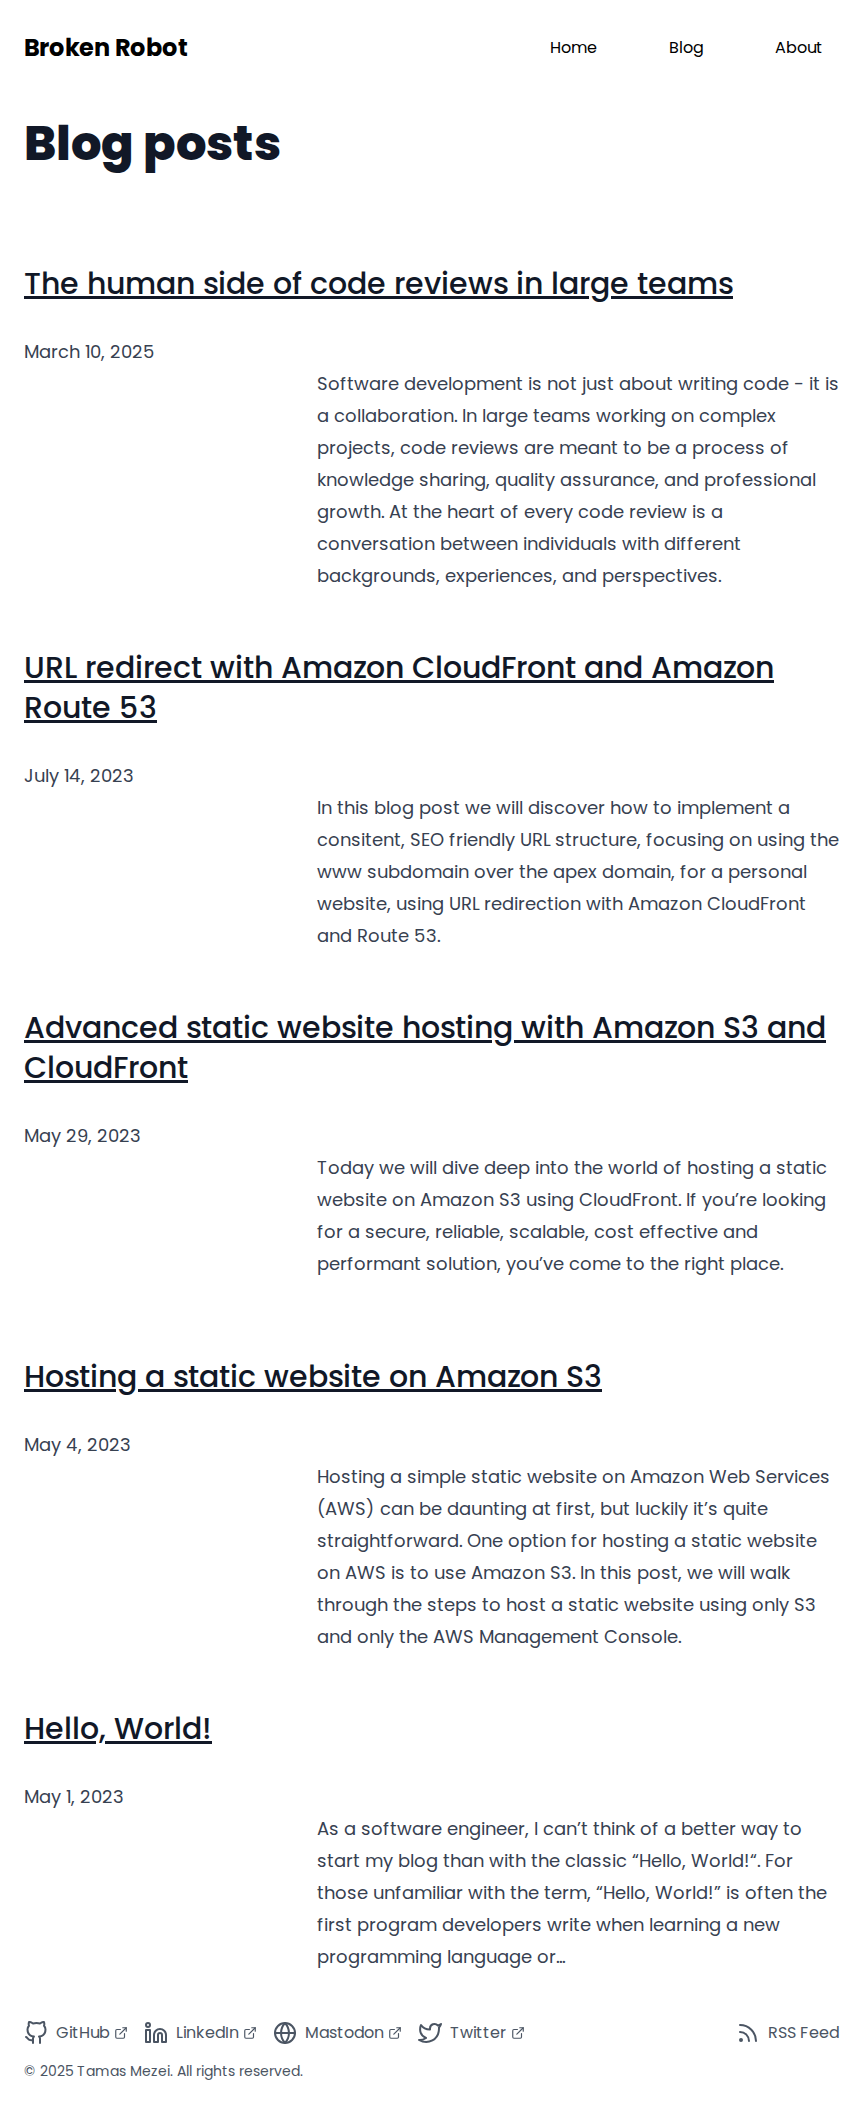 Broken Robot
Home
Blog
About
Blog posts
The human side of code reviews in large teams
March 10, 2025
Software development is not just about writing code - it is
a collaboration. In large teams working on complex
projects, code reviews are meant to be a process of
knowledge sharing, quality assurance, and professional
growth. At the heart of every code review is a
conversation between individuals with different
backgrounds, experiences, and perspectives.
URL redirect with Amazon CloudFront and Amazon
Route 53
July 14, 2023
In this blog post we will discover how to implement a
consitent, SEO friendly URL structure, focusing on using the
www subdomain over the apex domain, for a personal
website, using URL redirection with Amazon CloudFront
and Route 53.
Advanced static website hosting with Amazon S3 and
CloudFront
May 29, 2023
Today we will dive deep into the world of hosting a static
website on Amazon S3 using CloudFront. If you’re looking
for a secure, reliable, scalable, cost effective and
performant solution, you’ve come to the right place.
Hosting a static website on Amazon S3
May 4, 2023
Hosting a simple static website on Amazon Web Services
(AWS) can be daunting at first, but luckily it’s quite
straightforward. One option for hosting a static website
on AWS is to use Amazon S3. In this post, we will walk
through the steps to host a static website using only S3
and only the AWS Management Console.
Hello, World!
May 1, 2023
As a software engineer, I can’t think of a better way to
start my blog than with the classic “Hello, World!“. For
those unfamiliar with the term, “Hello, World!” is often the
first program developers write when learning a new
programming language or…
GitHub
LinkedIn
Mastodon
Twitter
RSS Feed
© 2025 Tamas Mezei. All rights reserved.